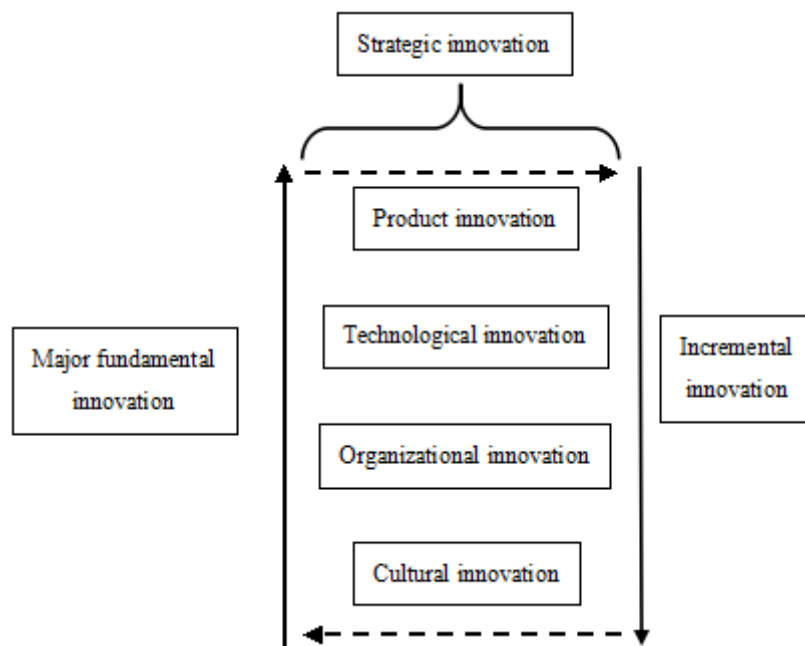 Strategic innovation
Product innovation
Technological innovation
Major fundamental
innovation
Incremental
innovation
Organizational innovation
Cultural innovation